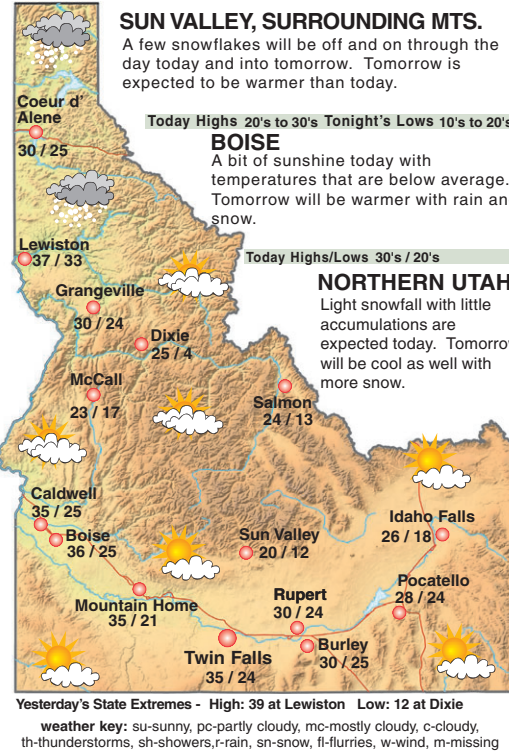 SUN VALLEY, SURROUNDING MTS.
A few snowflakes will be off and on through the
day today and into tomorrow. Tomorrow is
expected to be warmer than today.
Today Highs 20's to 30's Tonight's Lows 10's to 20's
BOISE
A bit of sunshine today with
temperatures that are below average.
Tomorrow will be warmer with rain an
snow.
Today Highs/Lows 30's / 20's
NORTHERN UTAH
Light snowfall with little
accumulations are
expected today. Tomorrow
will be cool as well with
more snow.
Coeur d'
Alene
30 / 25
Lewiston
37 / 33
Grangeville
30 / 24
Dixie
25 / 4
McCall
23 / 17
Salmon
24 / 13
Caldwell
35 / 25
Boise
36 / 25
Sun Valley
20 / 12
Idaho Falls
26 / 18
Pocatello
28 / 24
Mountain Home
35 / 21
Rupert
30 / 24
Burley
30 / 25
Twin Falls
35 / 24
Yesterday's State Extremes - High: 39 at Lewiston Low: 12 at Dixie
weather key: su-sunny, pc-partly cloudy, mc-mostly cloudy, c-cloudy,
th-thunderstorms, sh-showers,r-rain, sn-snow, fl-flurries, w-wind, m-missing